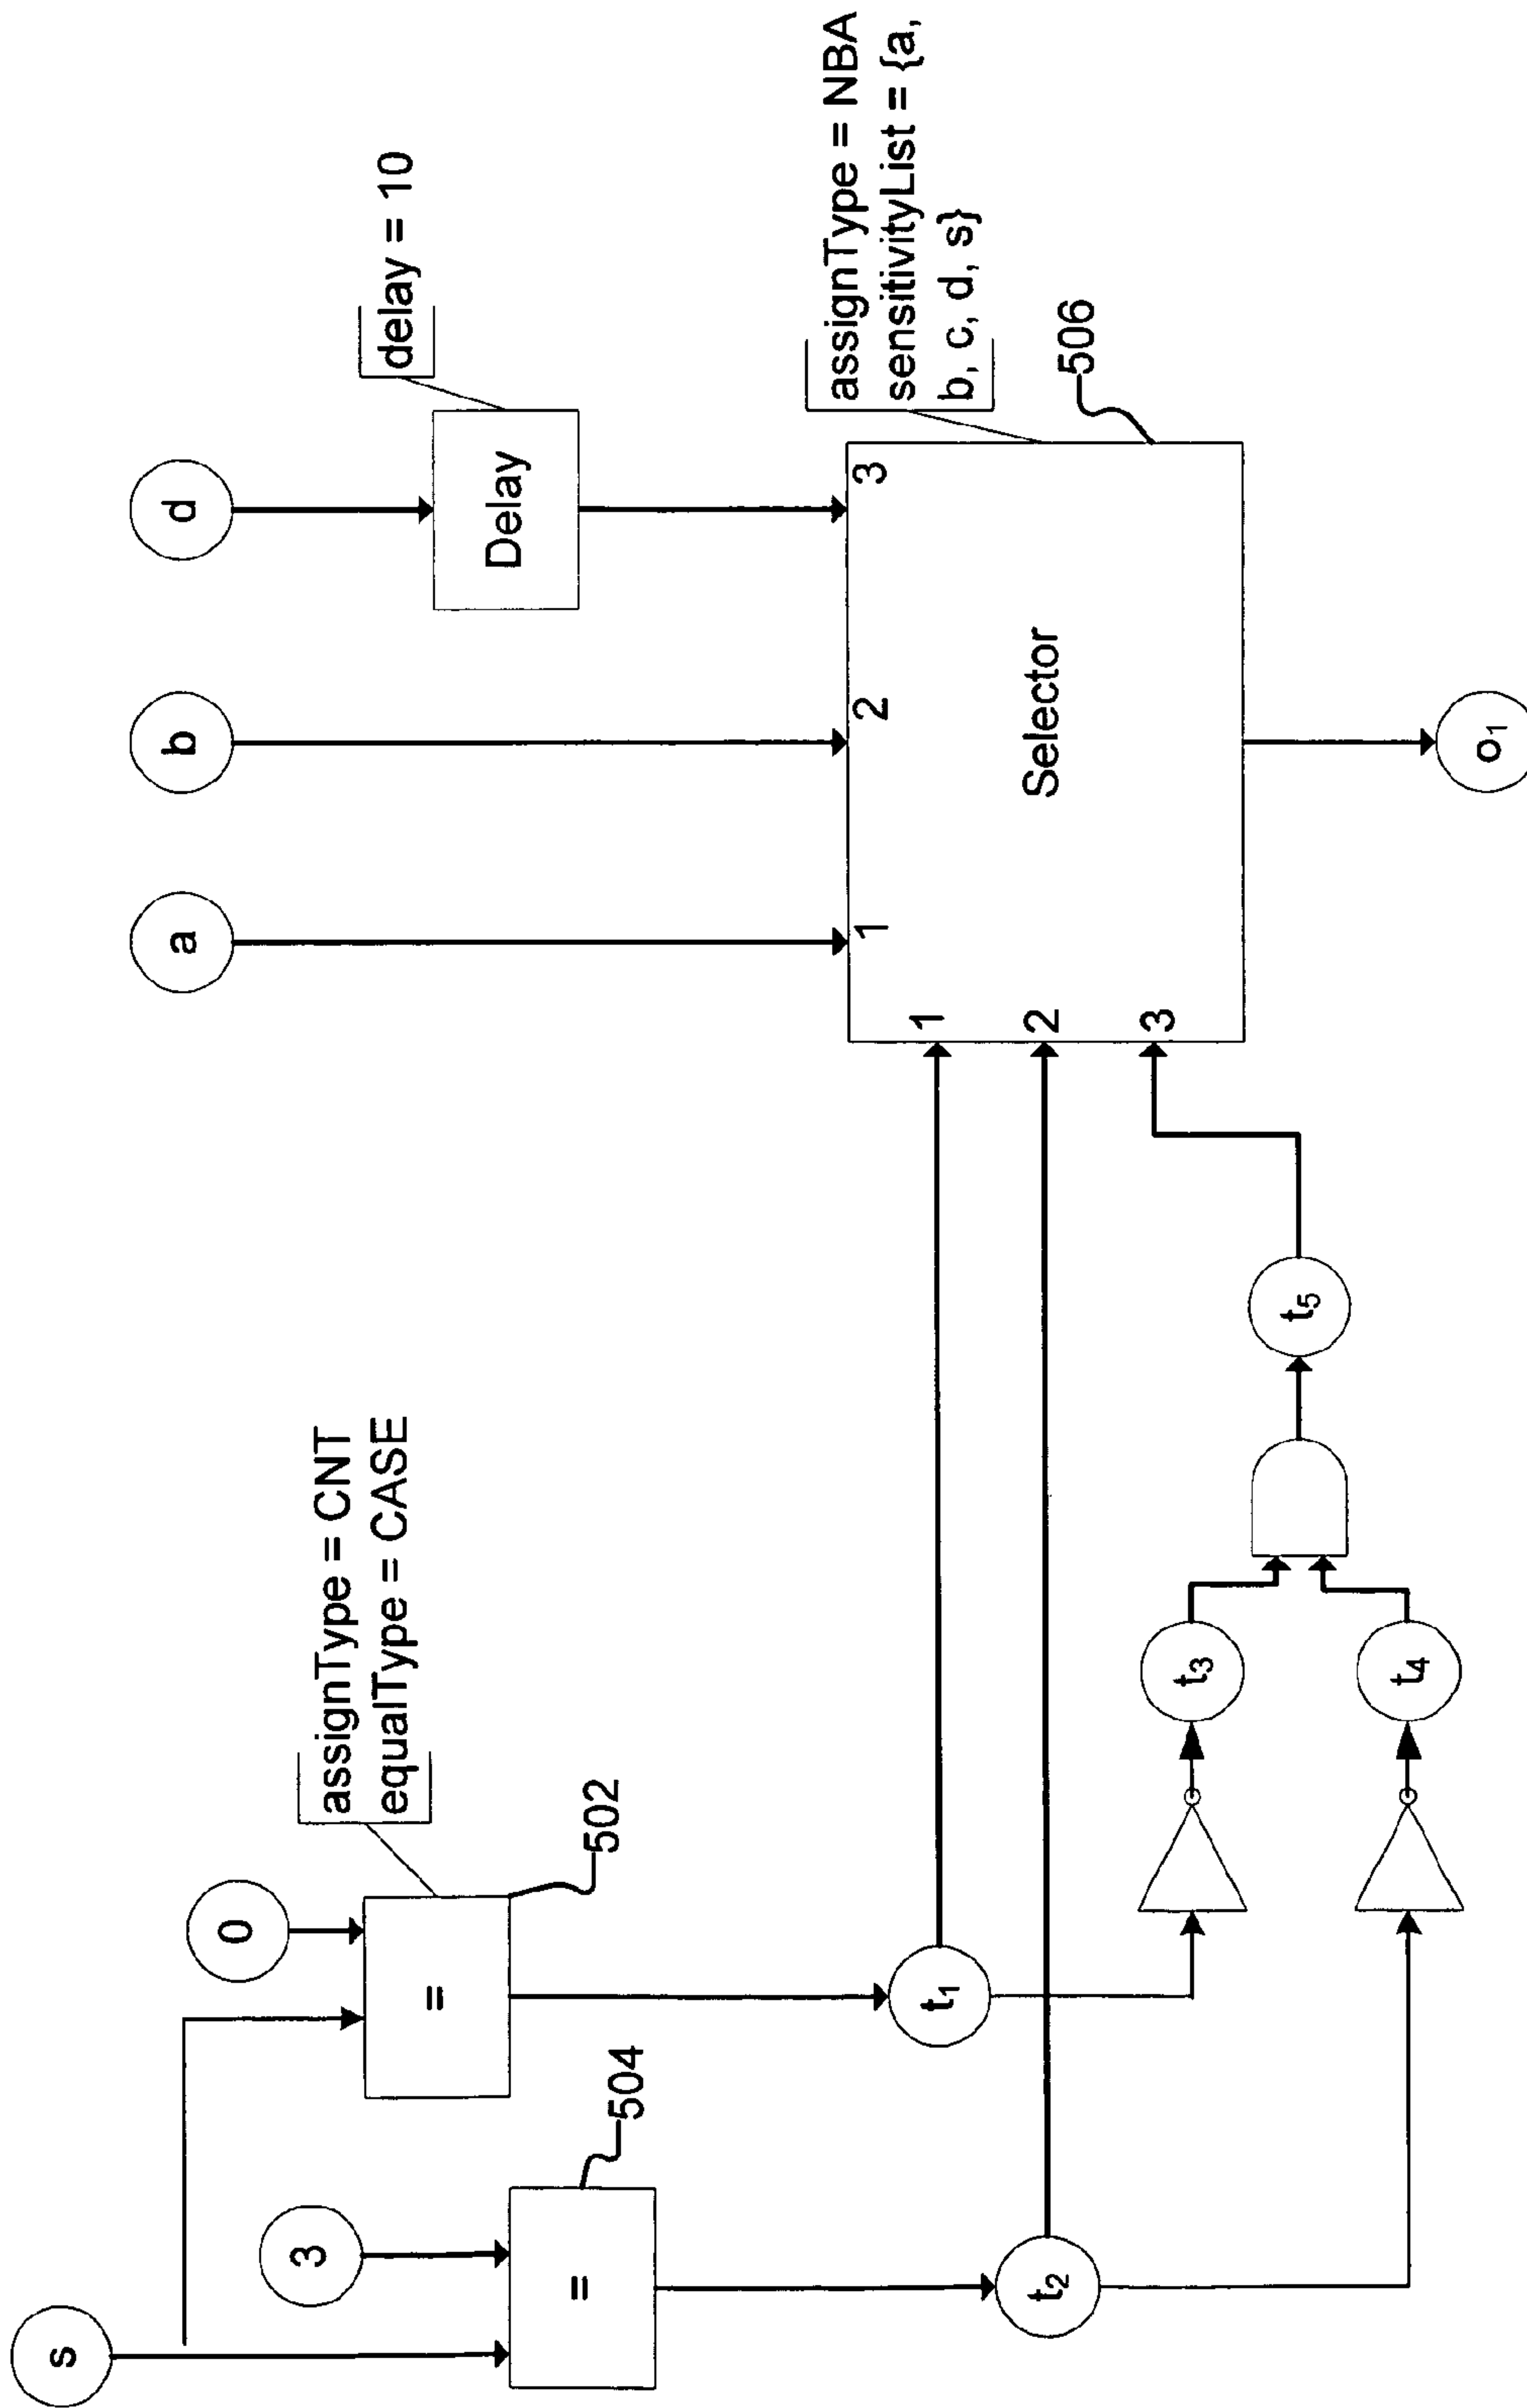 s
3
0
a
b
d
=
=
504
502
assignType = CNT
equalType = CASE
Delay
delay = 10
1
2
3
1
2
3
Selector
assignType = NBA
sensitivityList = {a,
b, c, d, s}
506
t₁
t₂
t₃
t₄
t₅
o₁